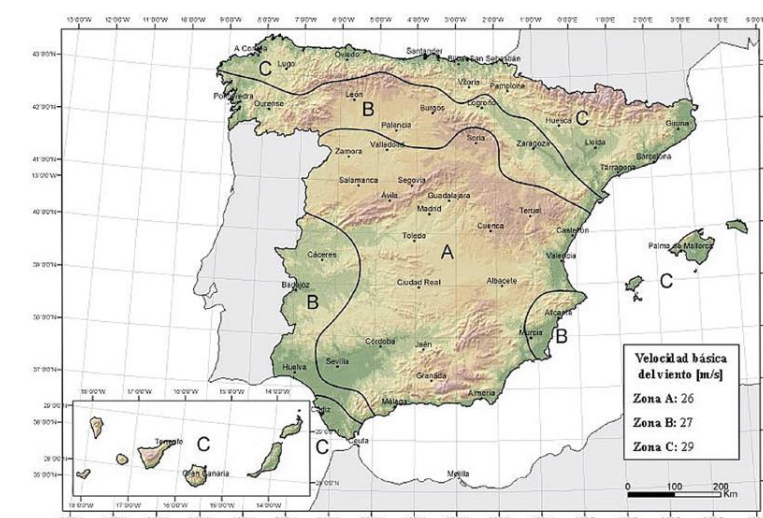 A Coruña
Lugo
Oviedo
Santander
San Sebastián
C
Pontevedra
Ourense
León
Vitoria
Pamplona
B
Burgos
Logroño
Palencia
Huesca
C
Girona
Zamora
Valladolid
Soria
Zaragoza
Lleida
Barcelona
Tarragona
Salamanca
Segovia
Ávila
Guadalajara
Madrid
Teruel
Toledo
Cuenca
Castellón
A
Cáceres
Valencia
Palma de Mallorca
C
Badajoz
Ciudad Real
Albacete
B
Alicante
Murcia
B
Córdoba
Jaén
Huelva
Sevilla
Granada
Málaga
Almería
Cádiz
C
Ceuta
Melilla
Tenerife
C
Gran Canaria
Velocidad básica
del viento [m/s]
Zona A: 26
Zona B: 27
Zona C: 29
0 100 200
Km